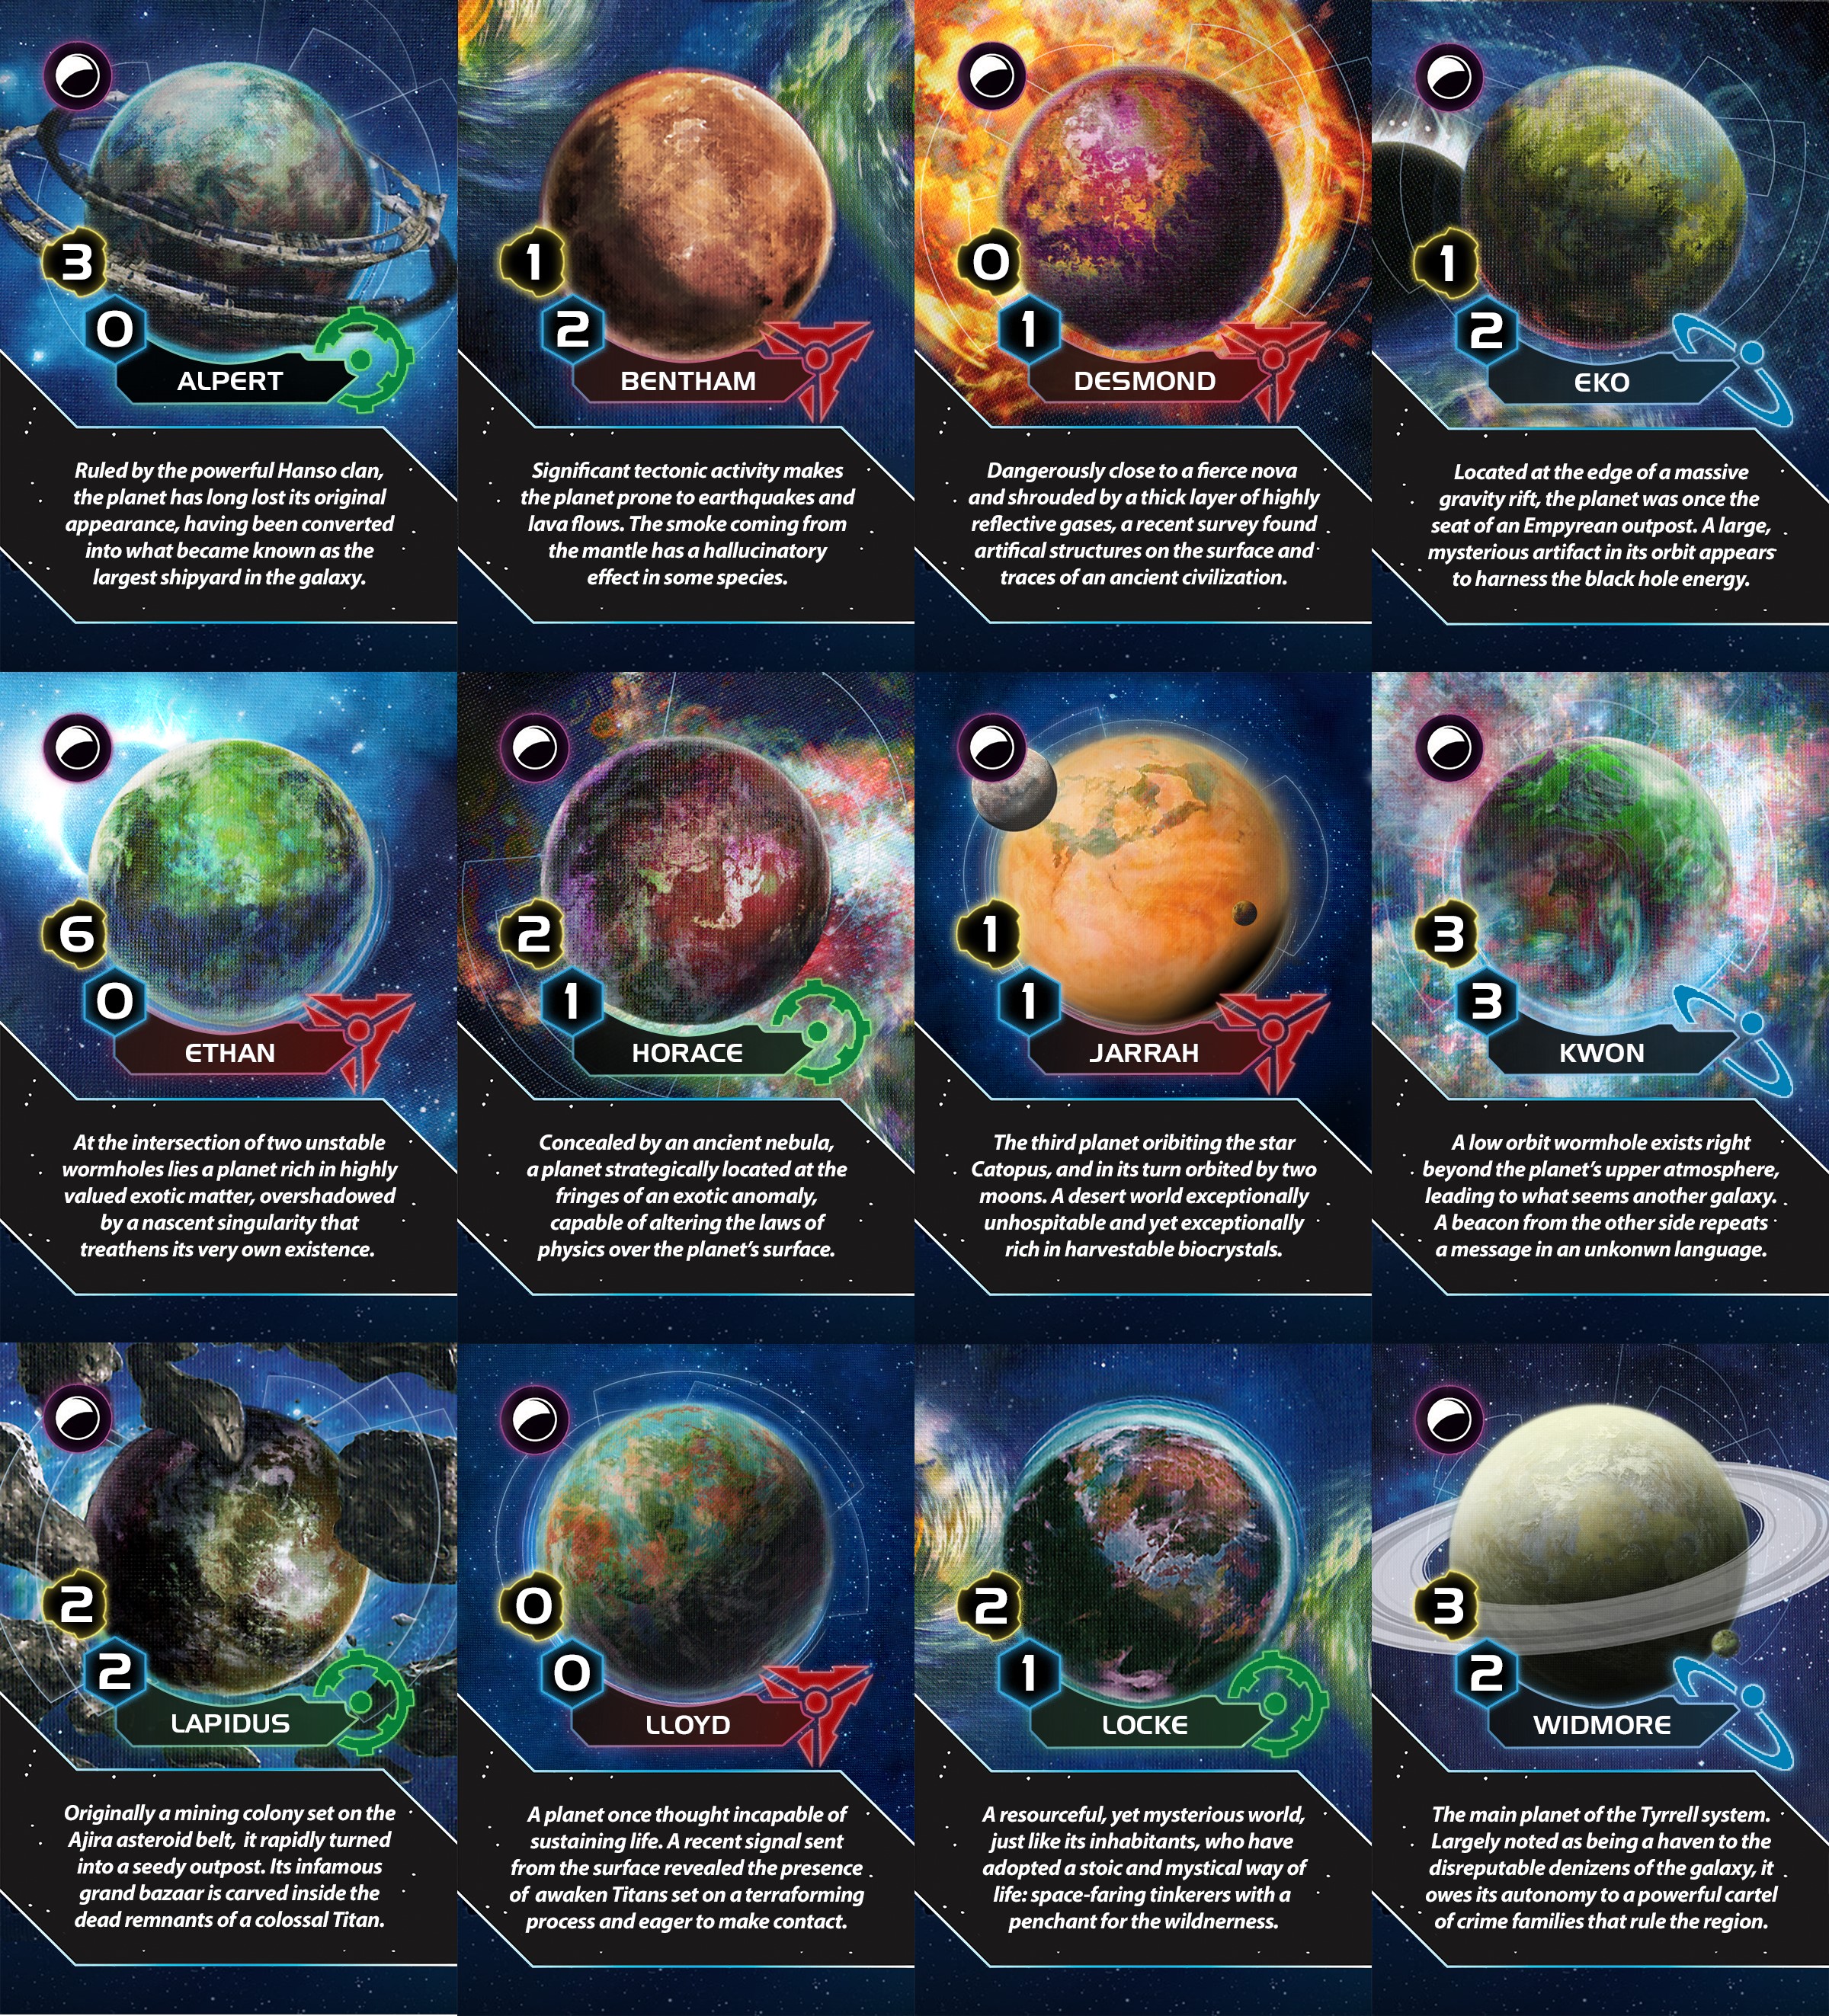 3
0
ALPERT
Ruled by the powerful Hanso clan,
the planet has long lost its original
appearance, having been converted
into what became known as the
largest shipyard in the galaxy.
1
2
BENTHAM
Significant tectonic activity makes
the planet prone to earthquakes and
lava flows. The smoke coming from
the mantle has a hallucinatory
effect in some species.
0
1
DESMOND
Dangerously close to a fierce nova
and shrouded by a thick layer of highly
reflective gases, a recent survey found
artifical structures on the surface and
traces of an ancient civilization.
1
2
EKO
Located at the edge of a massive
gravity rift, the planet was once the
seat of an Empyrean outpost. A large,
mysterious artifact in its orbit appears
to harness the black hole energy.
6
0
ETHAN
At the intersection of two unstable
wormholes lies a planet rich in highly
valued exotic matter, overshadowed
by a nascent singularity that
treathens its very own existence.
2
1
HORACE
Concealed by an ancient nebula,
a planet strategically located at the
fringes of an exotic anomaly,
capable of altering the laws of
physics over the planet's surface.
1
1
JARRAH
The third planet oribiting the star
Catopus, and in its turn orbited by two
moons. A desert world exceptionally
unhospitable and yet exceptionally
rich in harvestable biocrystals.
3
3
KWON
A low orbit wormhole exists right
beyond the planet's upper atmosphere,
leading to what seems another galaxy.
A beacon from the other side repeats
a message in an unkonwn language.
2
2
LAPIDUS
Originally a mining colony set on the
Ajira asteroid belt, it rapidly turned
into a seedy outpost. Its infamous
grand bazaar is carved inside the
dead remnants of a colossal Titan.
0
0
LLOYD
A planet once thought incapable of
sustaining life. A recent signal sent
from the surface revealed the presence
of awaken Titans set on a terraforming
process and eager to make contact.
2
1
LOCKE
A resourceful, yet mysterious world,
just like its inhabitants, who have
adopted a stoic and mystical way of
life: space-faring tinkerers with a
penchant for the wildnerness.
3
2
WIDMORE
The main planet of the Tyrrell system.
Largely noted as being a haven to the
disreputable denizens of the galaxy, it
owes its autonomy to a powerful cartel
of crime families that rule the region.